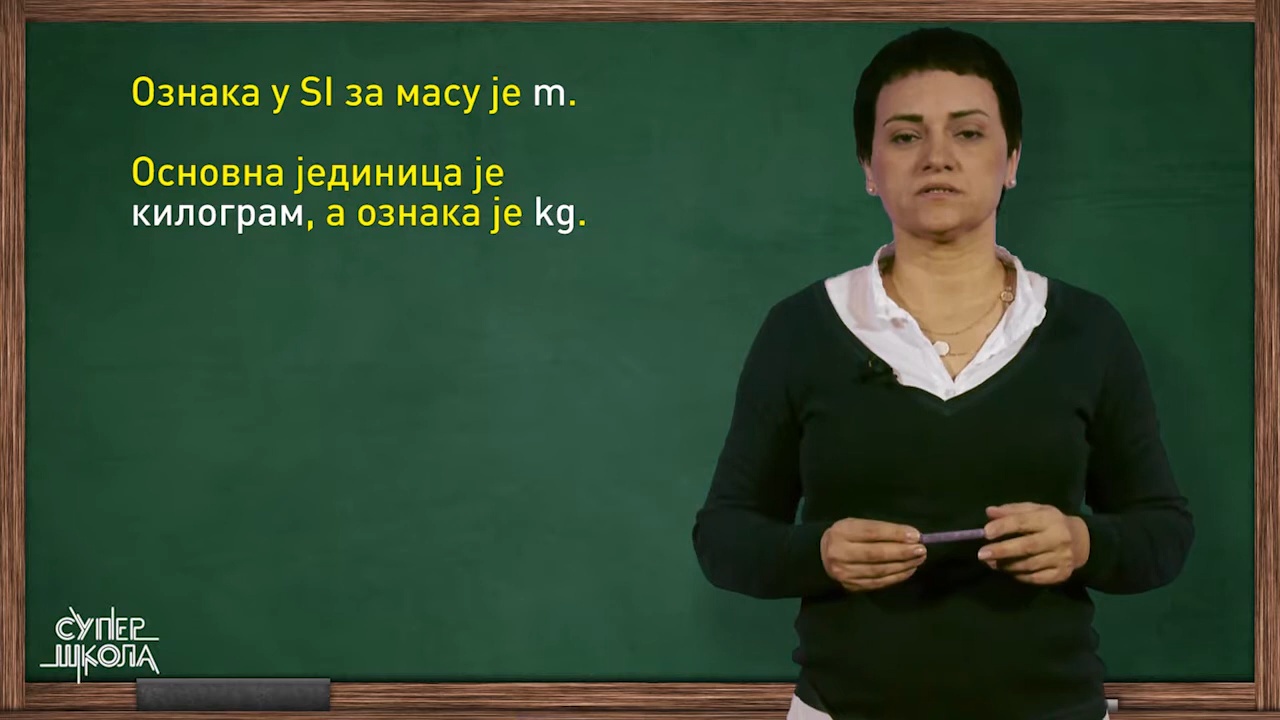 Ознака у SI за масу је m.
Основна јединица је
килограм, а ознака је kg.
СУПЕР
ШКОЛА